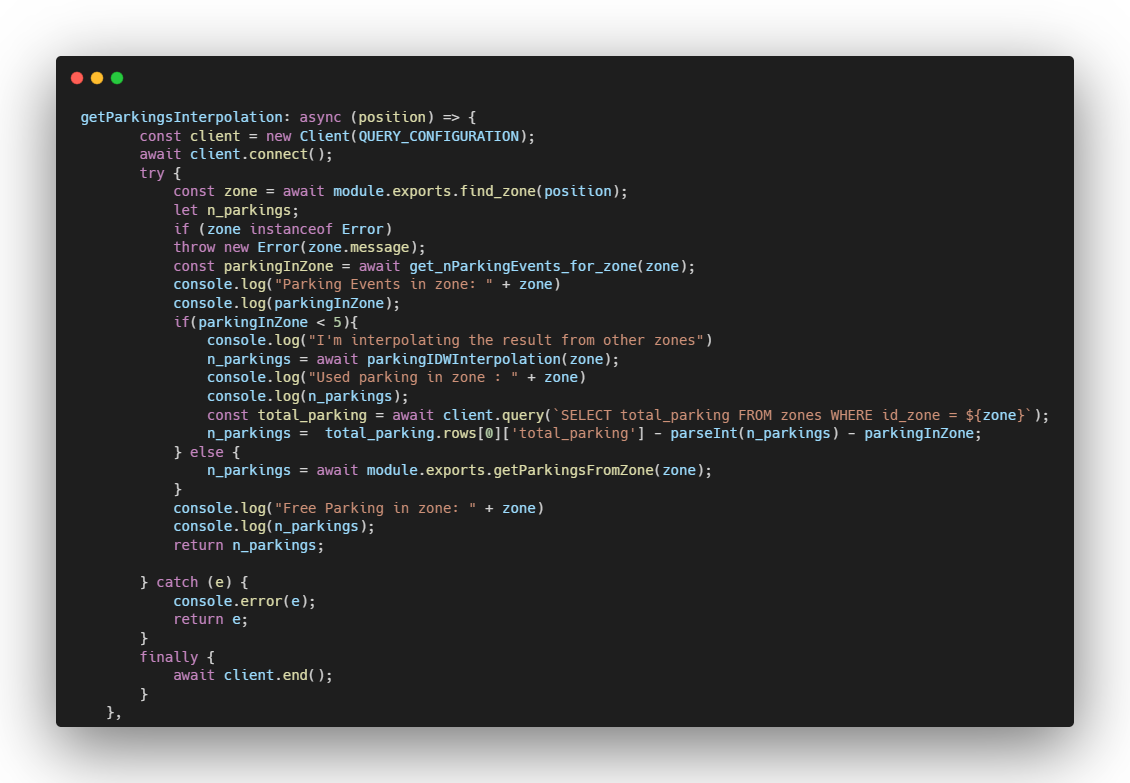 getParkingsInterpolation: async (position) => {
const client = new Client(QUERY_CONFIGURATION);
await client.connect();
try {
const zone = await module.exports.find_zone(position);
let n_parkings;
if (zone instanceof Error)
throw new Error(zone.message);
const parkingInZone = await get_nParkingEvents_for_zone(zone);
console.log("Parking Events in zone: " + zone)
console.log(parkingInZone);
if(parkingInZone < 5){
console.log("I'm interpolating the result from other zones")
n_parkings = await parkingIDWInterpolation(zone);
console.log("Used parking in zone : " + zone)
console.log(n_parkings);
const total_parking = await client.query(`SELECT total_parking FROM zones WHERE id_zone = ${zone}`);
n_parkings =  total_parking.rows[0]['total_parking'] - parseInt(n_parkings) - parkingInZone;
} else {
n_parkings = await module.exports.getParkingsFromZone(zone);
}
console.log("Free Parking in zone: " + zone)
console.log(n_parkings);
return n_parkings;
} catch (e) {
console.error(e);
return e;
}
finally {
await client.end();
}
},